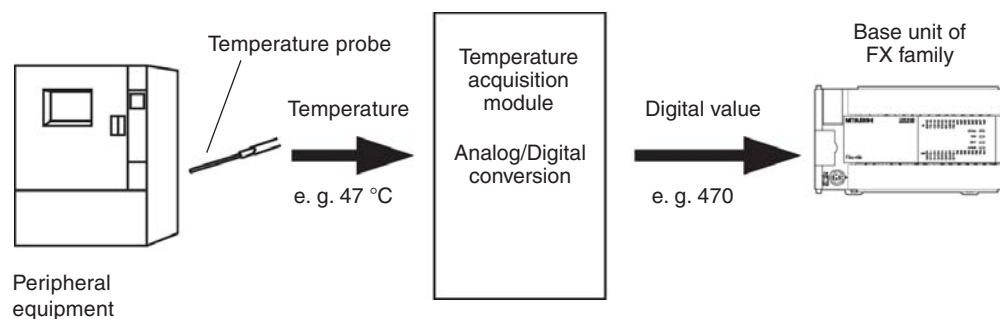 Temperature probe
Temperature
e. g. 47 °C
Temperature
acquisition
module
Analog/Digital
conversion
Digital value
e. g. 470
Base unit of
FX family
MITSUBISHI
Peripheral
equipment